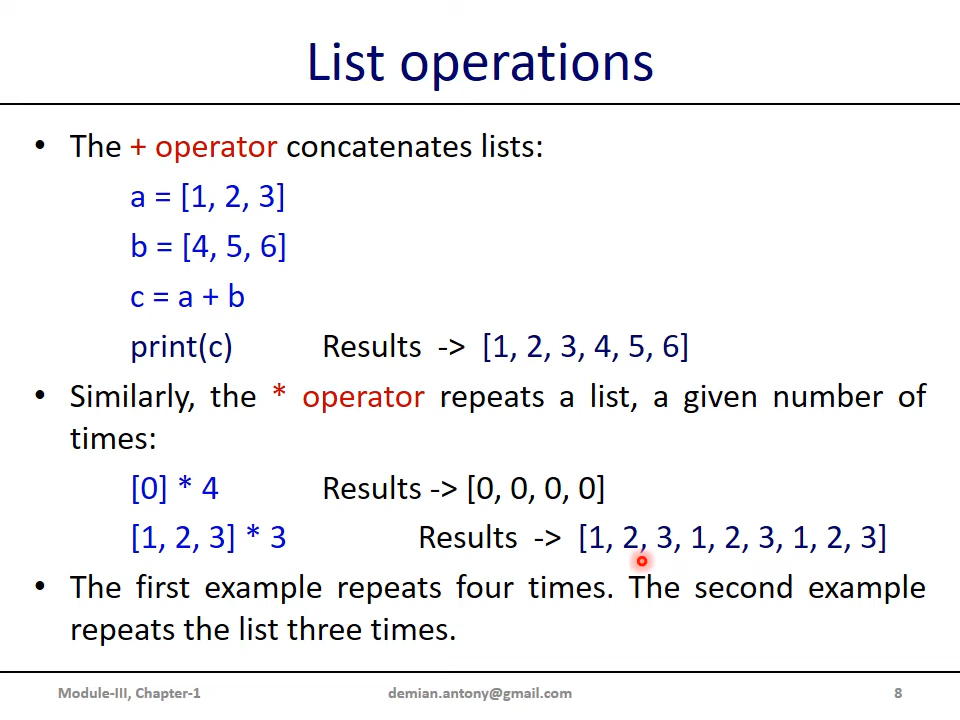 List operations
• The + operator concatenates lists:
a = [1, 2, 3]
b = [4, 5, 6]
c = a + b
print(c) Results -> [1, 2, 3, 4, 5, 6]
• Similarly, the * operator repeats a list, a given number of
times:
[0] * 4 Results -> [0, 0, 0, 0]
[1, 2, 3] * 3 Results -> [1, 2, 3, 1, 2, 3, 1, 2, 3]
• The first example repeats four times. The second example
repeats the list three times.
Module-III, Chapter-1 demian.antony@gmail.com 8